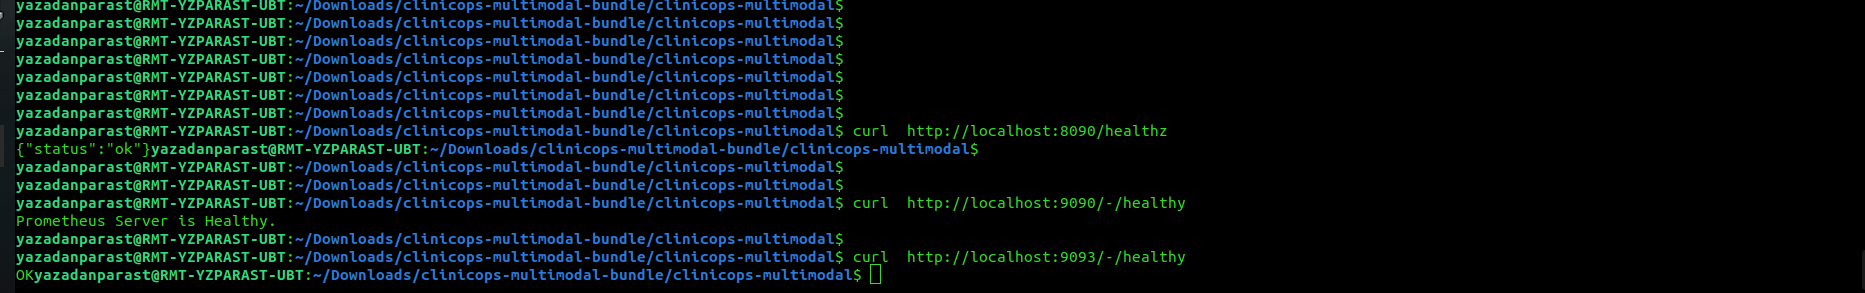 yazadanparast@RMT-YZPARAST-UBT:~/Downloads/clinicops-multimodal-bundle/clinicops-multimodal$
yazadanparast@RMT-YZPARAST-UBT:~/Downloads/clinicops-multimodal-bundle/clinicops-multimodal$
yazadanparast@RMT-YZPARAST-UBT:~/Downloads/clinicops-multimodal-bundle/clinicops-multimodal$
yazadanparast@RMT-YZPARAST-UBT:~/Downloads/clinicops-multimodal-bundle/clinicops-multimodal$
yazadanparast@RMT-YZPARAST-UBT:~/Downloads/clinicops-multimodal-bundle/clinicops-multimodal$
yazadanparast@RMT-YZPARAST-UBT:~/Downloads/clinicops-multimodal-bundle/clinicops-multimodal$
yazadanparast@RMT-YZPARAST-UBT:~/Downloads/clinicops-multimodal-bundle/clinicops-multimodal$
yazadanparast@RMT-YZPARAST-UBT:~/Downloads/clinicops-multimodal-bundle/clinicops-multimodal$ curl  http://localhost:8090/healthz
{"status":"ok"}yazadanparast@RMT-YZPARAST-UBT:~/Downloads/clinicops-multimodal-bundle/clinicops-multimodal$
yazadanparast@RMT-YZPARAST-UBT:~/Downloads/clinicops-multimodal-bundle/clinicops-multimodal$
yazadanparast@RMT-YZPARAST-UBT:~/Downloads/clinicops-multimodal-bundle/clinicops-multimodal$
yazadanparast@RMT-YZPARAST-UBT:~/Downloads/clinicops-multimodal-bundle/clinicops-multimodal$ curl  http://localhost:9090/-/healthy
Prometheus Server is Healthy.
yazadanparast@RMT-YZPARAST-UBT:~/Downloads/clinicops-multimodal-bundle/clinicops-multimodal$
yazadanparast@RMT-YZPARAST-UBT:~/Downloads/clinicops-multimodal-bundle/clinicops-multimodal$ curl  http://localhost:9093/-/healthy
OKyazadanparast@RMT-YZPARAST-UBT:~/Downloads/clinicops-multimodal-bundle/clinicops-multimodal$